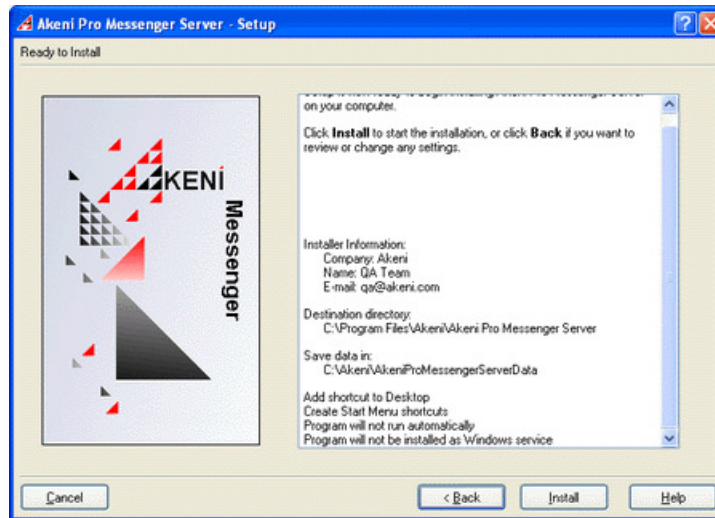 Akeni Pro Messenger Server - Setup
Ready to Install
on your computer.
Click Install to start the installation, or click Back if you want to
review or change any settings.
AKENi
Messenger
Installer Information:
Company: Akeni
Name: QA Team
E-mail: qa@akeni.com
Destination directory:
C:\Program Files\Akeni\Akeni Pro Messenger Server
Save data in:
C:\Akeni\AkeniProMessengerServerData
Add shortcut to Desktop
Create Start Menu shortcuts
Program will not run automatically
Program will not be installed as Windows service
Cancel
< Back
Install
Help